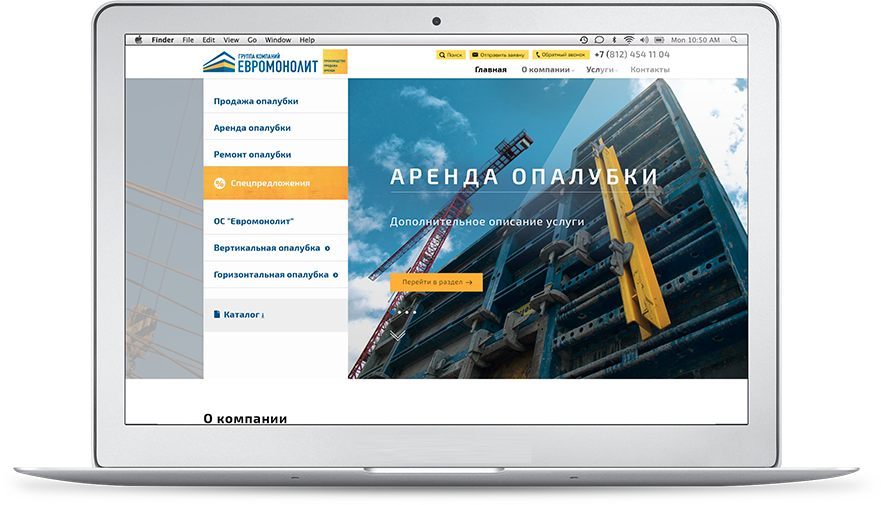 Finder File Edit View Go Window Help
Mon 10:50 AM
ГРУППА КОМПАНИЙ
ЕВРОМОНОЛИТ
ПРОИЗВОДСТВО
ПРОДАЖА
АРЕНДА
Поиск
Отправить заявку
Обратный звонок
+7 (812) 454 11 04
Главная О компании Услуги Контакты
Продажа опалубки
Аренда опалубки
Ремонт опалубки
% Спецпредложения
ОС "Евромонолит"
Вертикальная опалубка
Горизонтальная опалубка
Каталог
АРЕНДА ОПАЛУБКИ
Дополнительное описание услуги
Перейти в раздел →
О компании